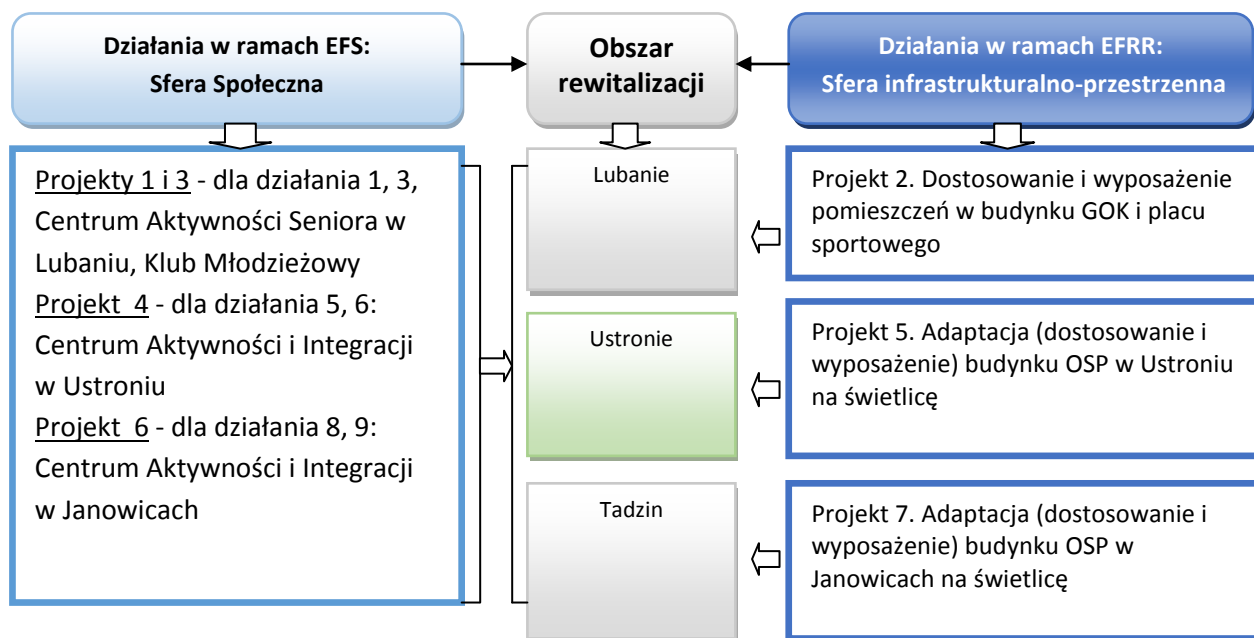 Działania w ramach EFS:
Sfera Społeczna
Obszar
rewitalizacji
Działania w ramach EFRR:
Sfera infrastrukturalno-przestrzenna
Projekty 1 i 3 - dla działania 1, 3,
Centrum Aktywności Seniora w
Lubaniu, Klub Młodzieżowy
Projekt  4 - dla działania 5, 6:
Centrum Aktywności i Integracji
w Ustroniu
Projekt  6 - dla działania 8, 9:
Centrum Aktywności i Integracji
w Janowicach
Lubanie
Ustronie
Tadzin
Projekt 2. Dostosowanie i wyposażenie
pomieszczeń w budynku GOK i placu
sportowego
Projekt 5. Adaptacja (dostosowanie i
wyposażenie) budynku OSP w Ustroniu
na świetlicę
Projekt 7. Adaptacja (dostosowanie i
wyposażenie) budynku OSP w
Janowicach na świetlicę